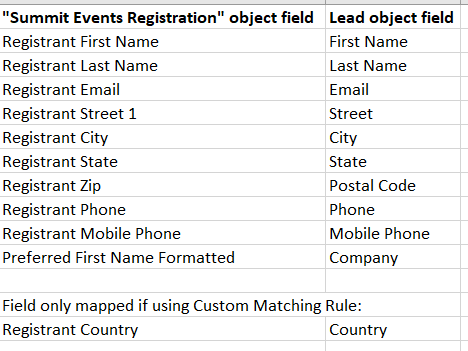 "Summit Events Registration" object field Lead object field
Registrant First Name First Name
Registrant Last Name Last Name
Registrant Email Email
Registrant Street 1 Street
Registrant City City
Registrant State State
Registrant Zip Postal Code
Registrant Phone Phone
Registrant Mobile Phone Mobile Phone
Preferred First Name Formatted Company
Field only mapped if using Custom Matching Rule:
Registrant Country Country